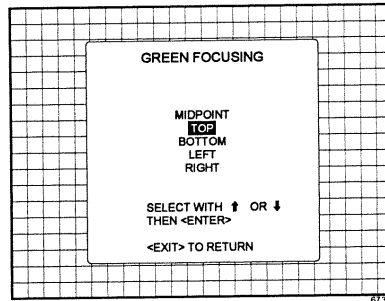 GREEN FOCUSING
MIDPOINT
TOP
BOTTOM
LEFT
RIGHT
SELECT WITH ⬆ OR ⬇
THEN <ENTER>
<EXIT> TO RETURN